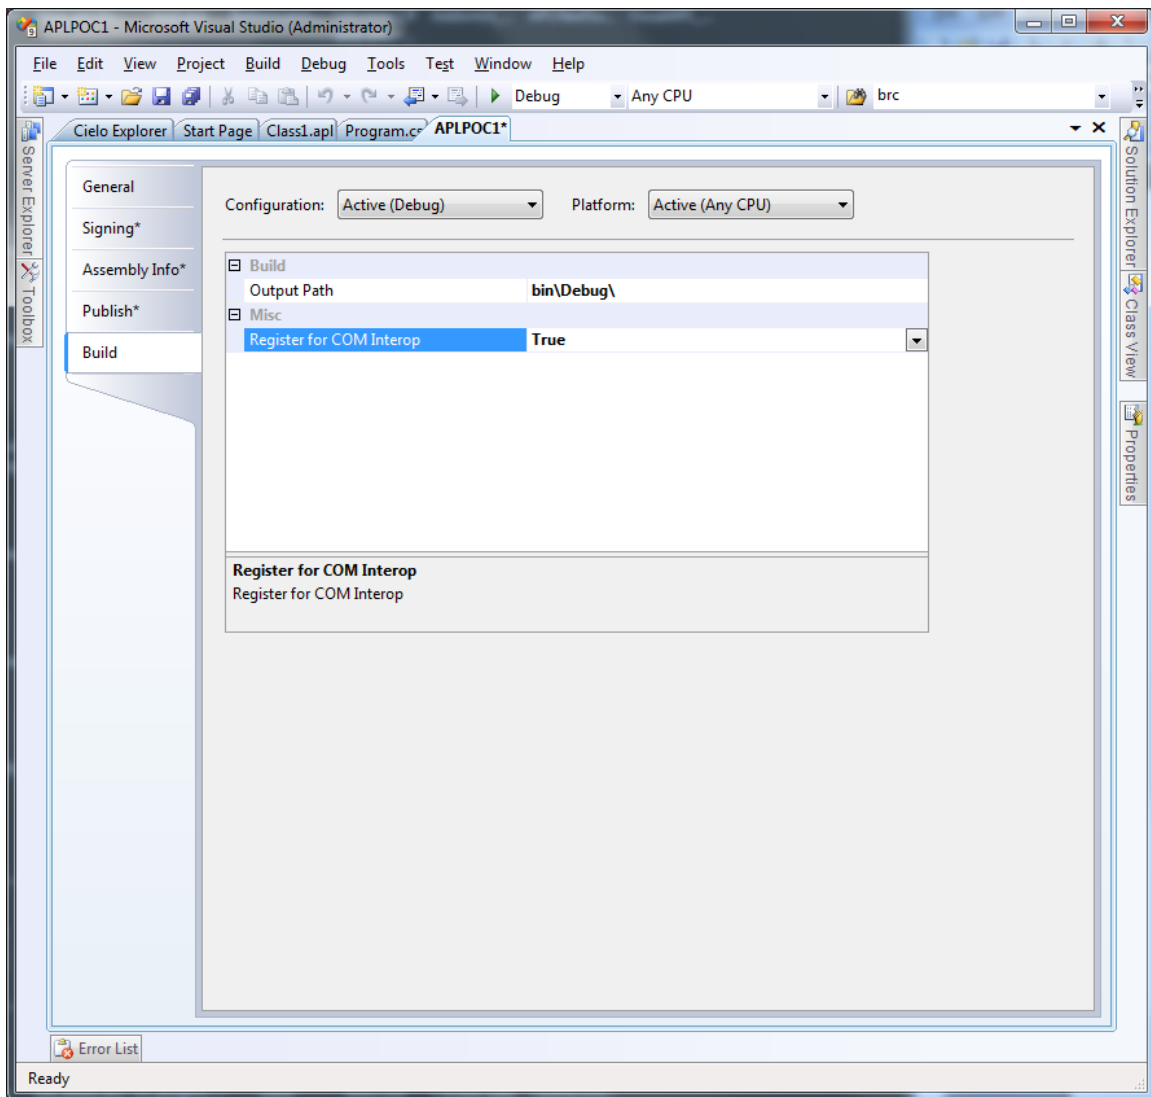 APLPOC1 - Microsoft Visual Studio (Administrator)
File Edit View Project Build Debug Tools Test Window Help
Debug Any CPU brc
Cielo Explorer Start Page Class1.apl Program.cs APLPOC1*
Server Explorer
Toolbox
General
Signing*
Assembly Info*
Publish*
Build
Configuration: Active (Debug) Platform: Active (Any CPU)
Build
Output Path bin\Debug\
Misc
Register for COM Interop True
Register for COM Interop
Register for COM Interop
Solution Explorer
Class View
Properties
Error List
Ready